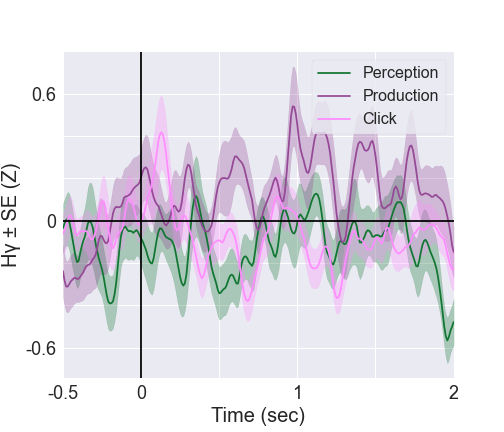 Perception
Production
Click
Hγ ± SE (Z)
0.6
0
-0.6
-0.5
0
1
2
Time (sec)